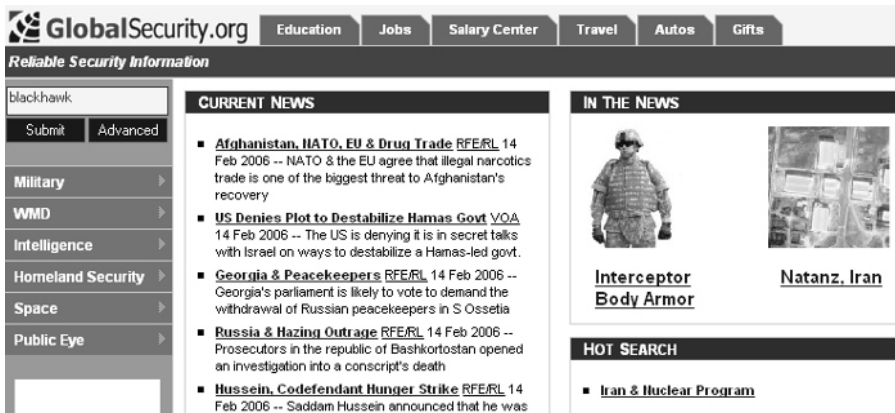 GlobalSecurity.org
Education Jobs Salary Center Travel Autos Gifts
Reliable Security Information
blackhawk
Submit Advanced
Military
WMD
Intelligence
Homeland Security
Space
Public Eye
CURRENT NEWS
Afghanistan, NATO, EU & Drug Trade RFE/RL 14
Feb 2006 -- NATO & the EU agree that illegal narcotics
trade is one of the biggest threat to Afghanistan's
recovery
US Denies Plot to Destabilize Hamas Govt VOA
14 Feb 2006 -- The US is denying it is in secret talks
with Israel on ways to destabilize a Hamas-led govt.
Georgia & Peacekeepers RFE/RL 14 Feb 2006 --
Georgia's parliament is likely to vote to demand the
withdrawal of Russian peacekeepers in S Ossetia
Russia & Hazing Outrage RFE/RL 14 Feb 2006 --
Prosecutors in the republic of Bashkortostan opened
an investigation into a conscript's death
Hussein, Codefendant Hunger Strike RFE/RL 14
Feb 2006 -- Saddam Hussein announced that he was
IN THE NEWS
Interceptor
Body Armor
Natanz, Iran
HOT SEARCH
Iran & Nuclear Program